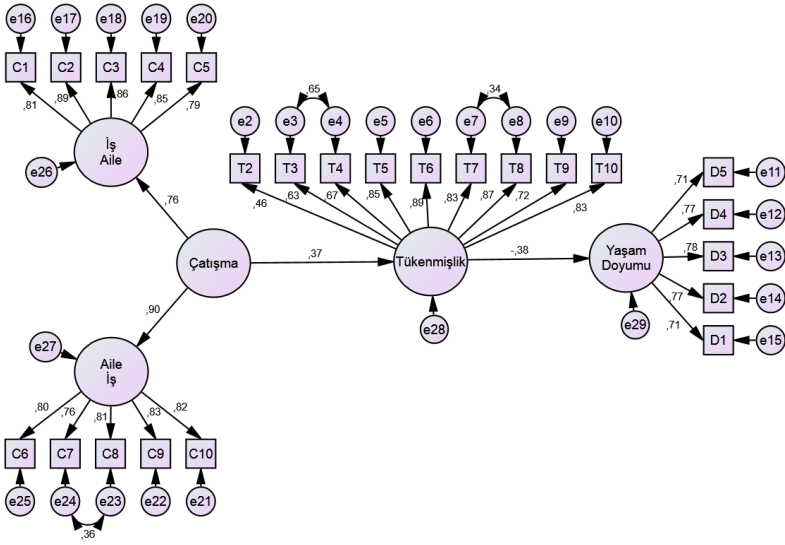 e16 e17 e18 e19 e20
C1 C2 C3 C4 C5
,81 ,89 ,86 ,85 ,79
İş
Aile
e26
,76
,65 ,34
e2 e3 e4 e5 e6 e7 e8 e9 e10
T2 T3 T4 T5 T6 T7 T8 T9 T10
,46 ,63 ,67 ,85 ,89 ,83 ,87 ,72 ,83
Çatışma ,37 Tükenmişlik -,38 Yaşam
Doyumu
e28 e29
,71 D5 e11
,77 D4 e12
,78 D3 e13
,77 D2 e14
,71 D1 e15
,90
e27
Aile
İş
,80 ,76 ,81 ,83 ,82
C6 C7 C8 C9 C10
e25 e24 e23 e22 e21
,36